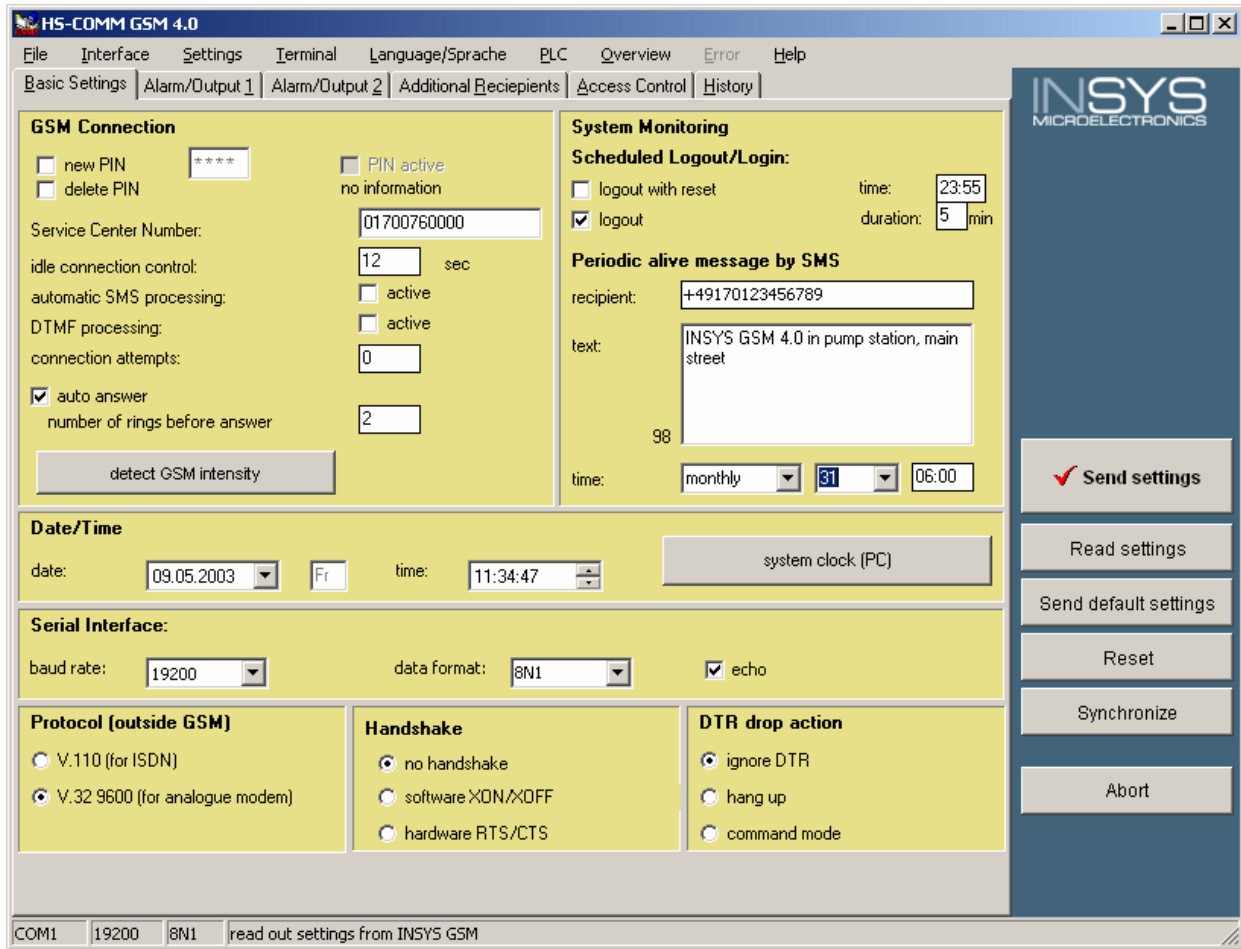 HS-COMM GSM 4.0
File Interface Settings Terminal Language/Sprache PLC Overview Error Help
Basic Settings Alarm/Output 1 Alarm/Output 2 Additional Reciepients Access Control History
INSYS
MICROELECTRONICS
GSM Connection
new PIN **** PIN active
delete PIN no information
Service Center Number: 01700760000
idle connection control: 12 sec
automatic SMS processing: active
DTMF processing: active
connection attempts: 0
auto answer
number of rings before answer 2
detect GSM intensity
System Monitoring
Scheduled Logout/Login:
logout with reset time: 23:55
logout duration: 5 min
Periodic alive message by SMS
recipient: +49170123456789
text: INSYS GSM 4.0 in pump station, main
street
98
time: monthly 31 06:00
Date/Time
date: 09.05.2003 Fr time: 11:34:47 system clock (PC)
Serial Interface:
baud rate: 19200 data format: 8N1 echo
Protocol (outside GSM)
V.110 (for ISDN)
V.32 9600 (for analogue modem)
Handshake
no handshake
software XON/XOFF
hardware RTS/CTS
DTR drop action
ignore DTR
hang up
command mode
Send settings
Read settings
Send default settings
Reset
Synchronize
Abort
COM1 19200 8N1 read out settings from INSYS GSM